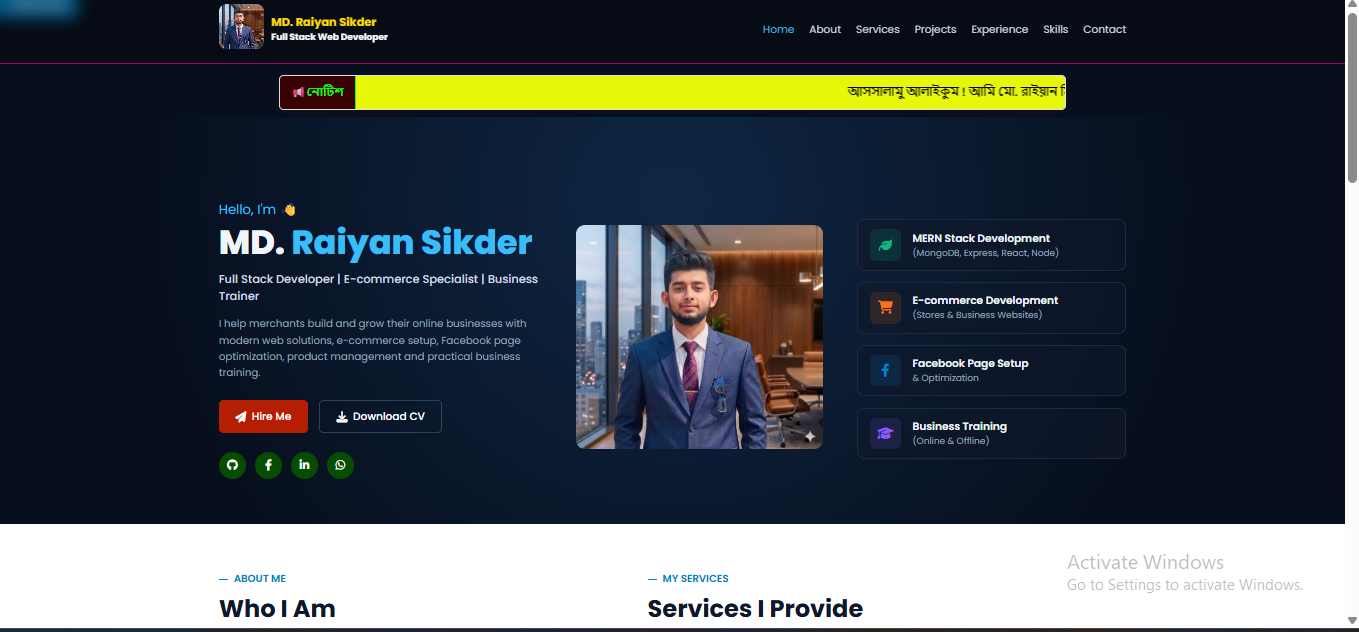 MD. Raiyan Sikder
Full Stack Web Developer
Home About Services Projects Experience Skills Contact
📢 নোটিশ
আসসালামু আলাইকুম ! আমি মো. রাইয়ান
Hello, I'm 👋
MD. Raiyan Sikder
Full Stack Developer | E-commerce Specialist | Business
Trainer
I help merchants build and grow their online businesses with
modern web solutions, e-commerce setup, Facebook page
optimization, product management and practical business
training.
Hire Me
Download CV
MERN Stack Development
(MongoDB, Express, React, Node)
E-commerce Development
(Stores & Business Websites)
Facebook Page Setup
& Optimization
Business Training
(Online & Offline)
— ABOUT ME
Who I Am
— MY SERVICES
Services I Provide
Activate Windows
Go to Settings to activate Windows.